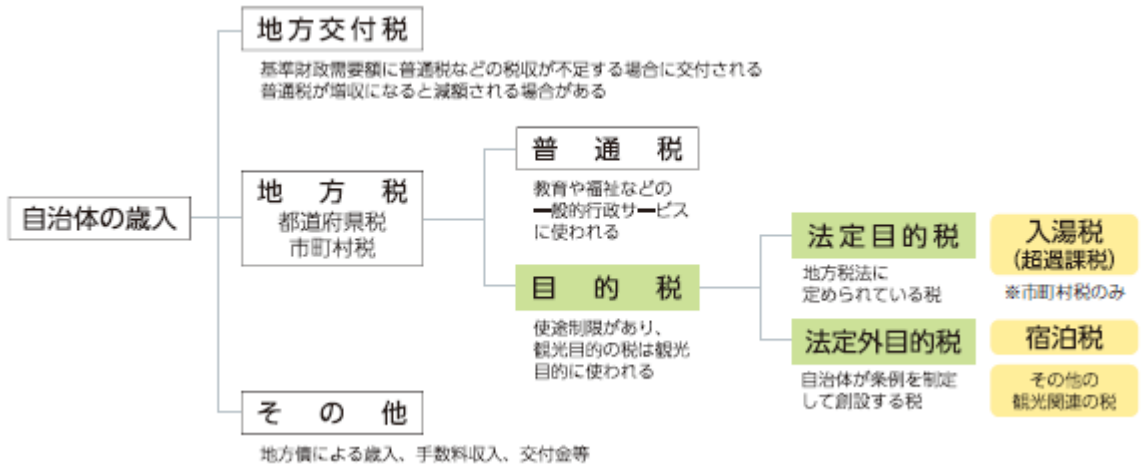 地方交付税
基準財政需要額に普通税などの税収が不足する場合に交付される
普通税が増収になると減額される場合がある
自治体の歳入
地方税
都道府県税
市町村税
普通税
教育や福祉などの
一般的行政サービス
に使われる
目的税
使途制限があり、
観光目的の税は観光
目的に使われる
法定目的税
地方税法に
定められている税
入湯税
(超過課税)
※市町村税のみ
法定外目的税
自治体が条例を制定
して創設する税
宿泊税
その他の
観光関連の税
その他
地方債による歳入、手数料収入、交付金等